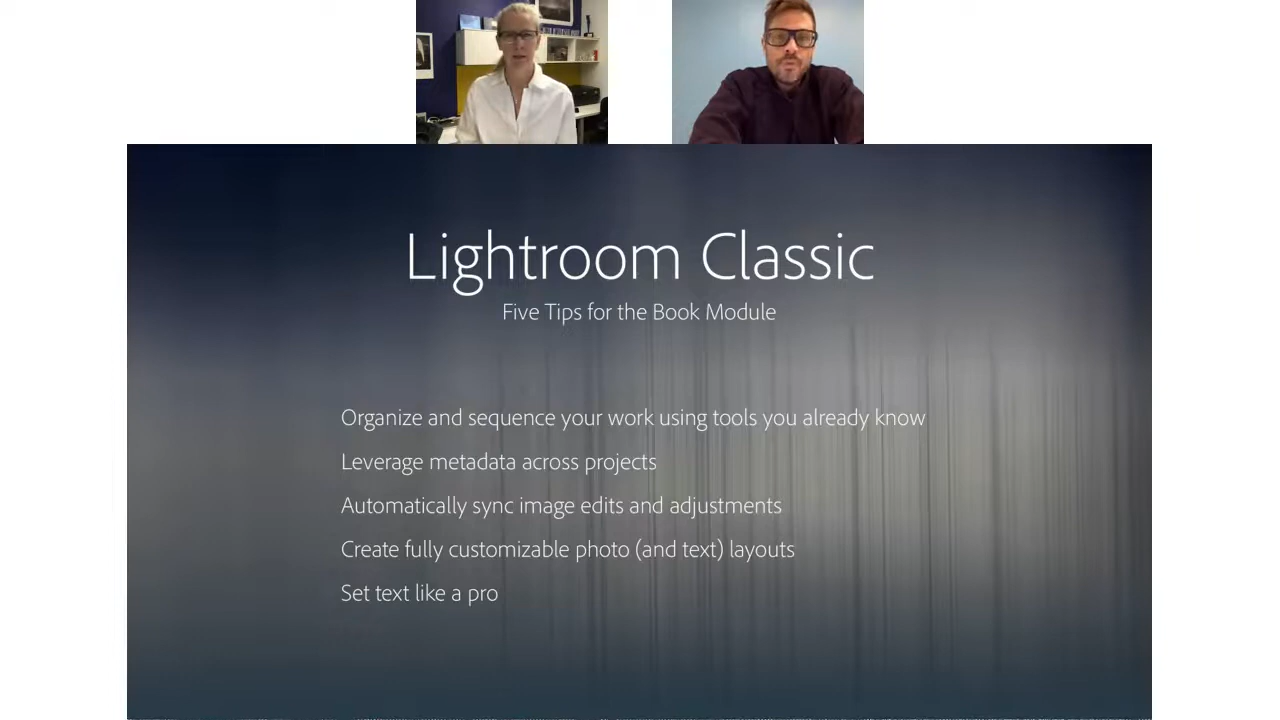 Lightroom Classic
Five Tips for the Book Module
Organize and sequence your work using tools you already know
Leverage metadata across projects
Automatically sync image edits and adjustments
Create fully customizable photo (and text) layouts
Set text like a pro